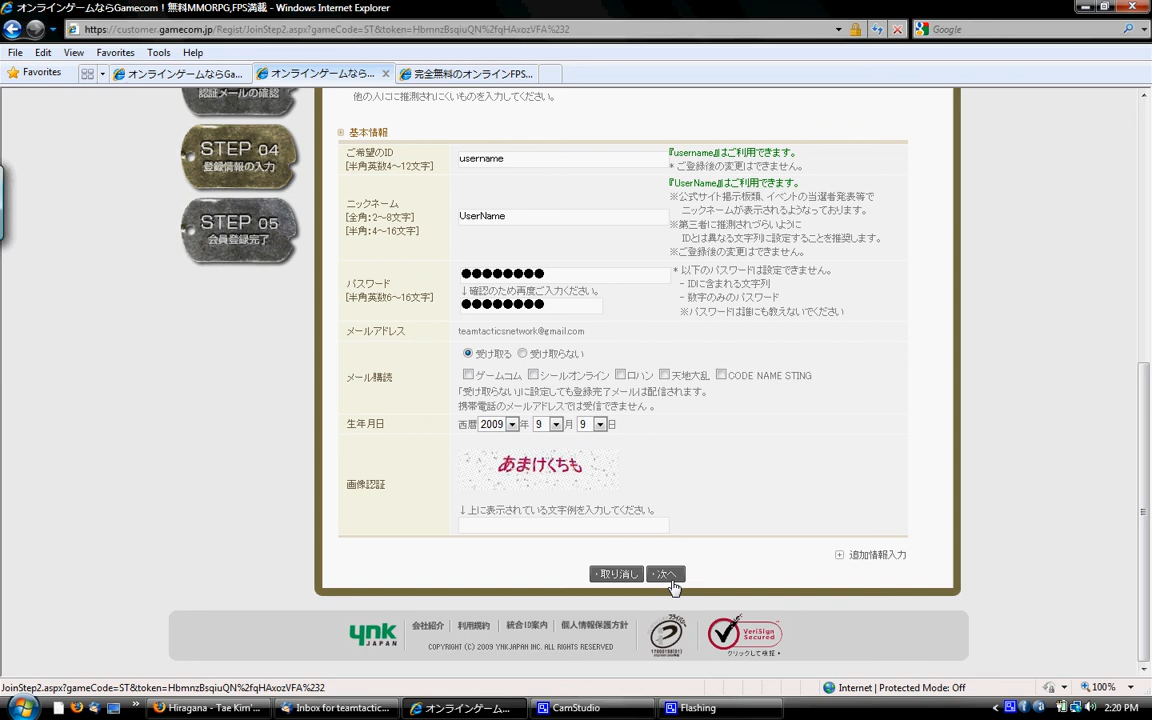 オンラインゲームならGamecom！無料MMORPG,FPS満載 - Windows Internet Explorer
https://customer.gamecom.jp/Regist/JoinStep2.aspx?gameCode=ST&token=HbmnzBsqiuQN%2fqHAxozVFA%232
Google
File Edit View Favorites Tools Help
Favorites
オンラインゲームならGa...
オンラインゲームなら...
完全無料のオンラインFPS...
認証メールの確認
STEP 04
登録情報の入力
STEP 05
会員登録完了
他の人にに推測されにくいものを入力してください。
基本情報
ご希望のID
[半角英数4～12文字]
username
『username』はご利用できます。
* ご登録後の変更はできません。
ニックネーム
[全角:2～8文字]
[半角:4～16文字]
UserName
『UserName』はご利用できます。
※公式サイト掲示板類、イベントの当選者発表等で
ニックネームが表示されるようなっております。
※第三者に推測されづらいように
IDとは異なる文字列に設定することを推奨します。
※ご登録後の変更はできません。
パスワード
[半角英数6～16文字]
↓確認のため再度ご入力ください。
* 以下のパスワードは設定できません。
- IDに含まれる文字列
- 数字のみのパスワード
※パスワードは誰にも教えないでください
メールアドレス
teamtacticsnetwork@gmail.com
メール購読
受け取る 受け取らない
ゲームコム シールオンライン ロハン 天地大乱 CODE NAME STING
「受け取らない」に設定しても登録完了メールは配信されます。
携帯電話のメールアドレスでは受信できません 。
生年月日
西暦 2009 年 9 月 9 日
画像認証
あまけくちも
↓上に表示されている文字例を入力してください。
追加情報入力
取り消し 次へ
ynk JAPAN
会社紹介 利用規約 統合ID案内 個人情報保護方針
COPYRIGHT (C) 2009 YNKJAPAN INC. ALL RIGHTS RESERVED
VeriSign
Secured
クリックして検証
JoinStep2.aspx?gameCode=ST&token=HbmnzBsqiuQN%2fqHAxozVFA%232
Internet | Protected Mode: Off
100%
Hiragana - Tae Kim'...
Inbox for teamtactic...
オンラインゲーム...
CamStudio
Flashing
2:20 PM